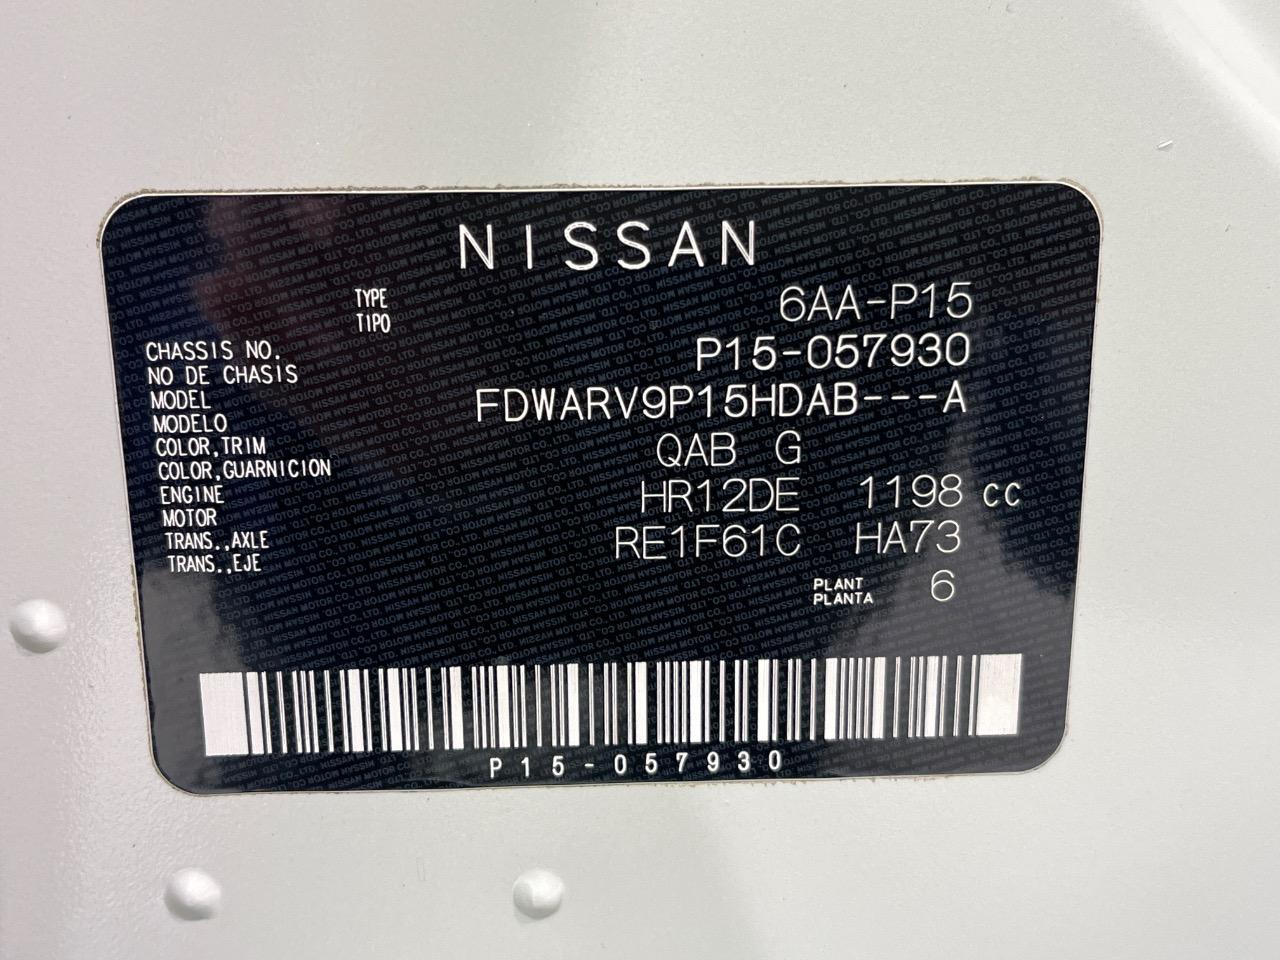 NISSAN
TYPE 6AA-P15
TIPO
CHASSIS NO. P15-057930
NO DE CHASIS
MODEL FDWARV9P15HDAB---A
MODELO
COLOR,TRIM QAB G
COLOR,GUARNICION
ENGINE HR12DE 1198 CC
MOTOR
TRANS.,AXLE RE1F61C HA73
TRANS.,EJE
PLANT 6
PLANTA
P15-057930